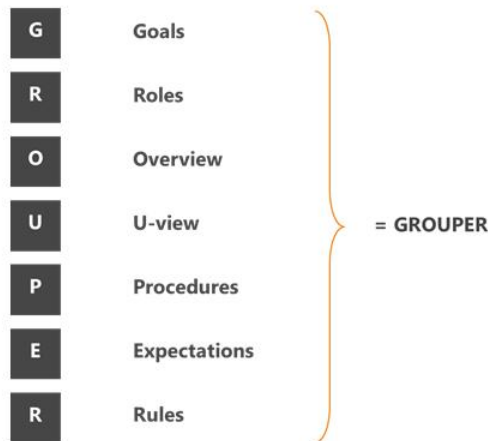 G Goals
R Roles
O Overview
U U-view
= GROUPER
P Procedures
E Expectations
R Rules